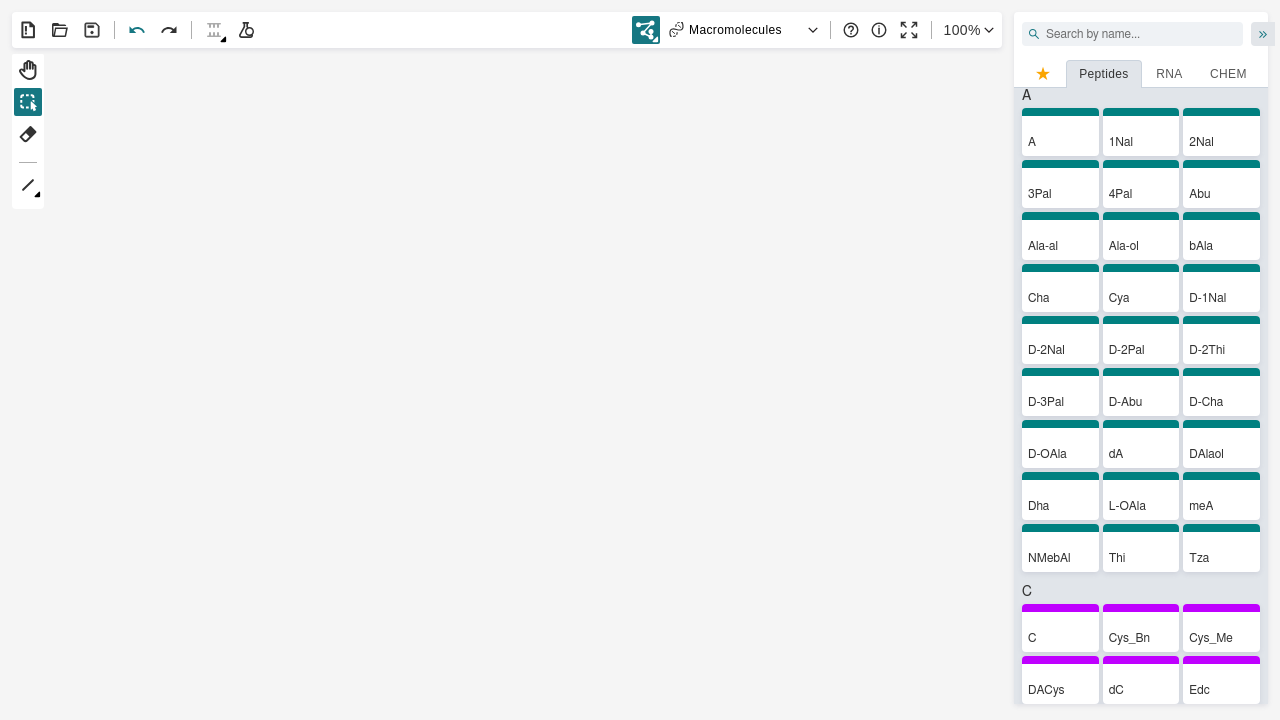 Macromolecules
100%
Search by name...
Peptides
RNA
CHEM
A
A
1Nal
2Nal
3Pal
4Pal
Abu
Ala-al
Ala-ol
bAla
Cha
Cya
D-1Nal
D-2Nal
D-2Pal
D-2Thi
D-3Pal
D-Abu
D-Cha
D-OAla
dA
DAlaol
Dha
L-OAla
meA
NMebAl
Thi
Tza
C
C
Cys_Bn
Cys_Me
DACys
dC
Edc